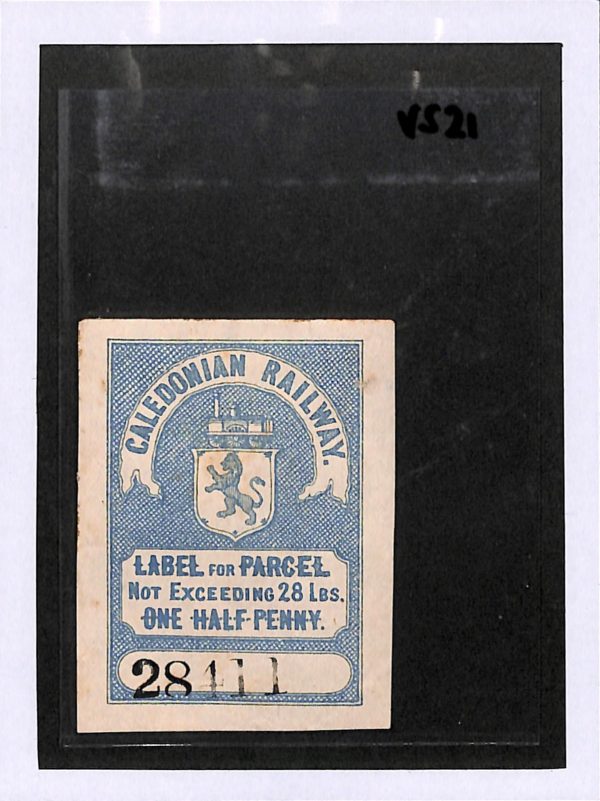 VS21
CALEDONIAN RAILWAY.
LABEL FOR PARCEL
NOT EXCEEDING 28 LBS.
ONE HALF-PENNY.
28411